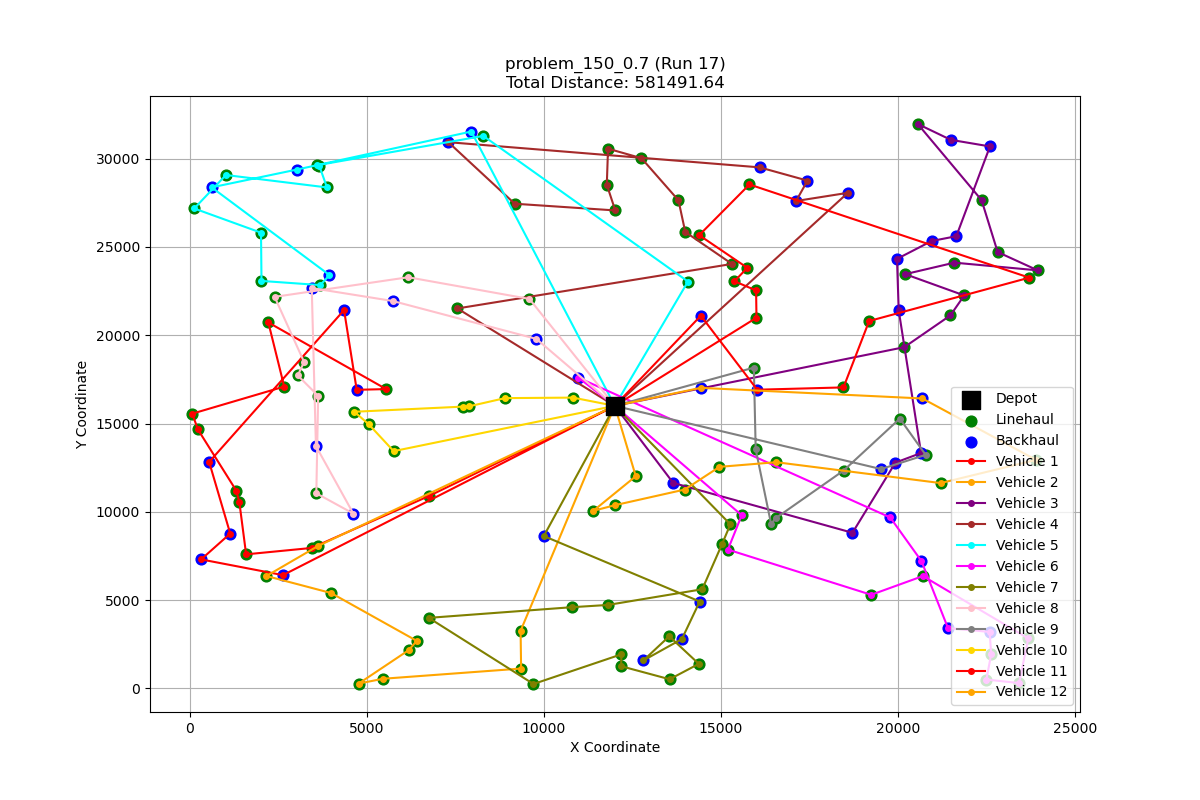 problem_150_0.7 (Run 17)
Total Distance: 581491.64
Y Coordinate
30000
25000
20000
15000
10000
5000
0
0
5000
10000
15000
20000
25000
X Coordinate
Depot
Linehaul
Backhaul
Vehicle 1
Vehicle 2
Vehicle 3
Vehicle 4
Vehicle 5
Vehicle 6
Vehicle 7
Vehicle 8
Vehicle 9
Vehicle 10
Vehicle 11
Vehicle 12